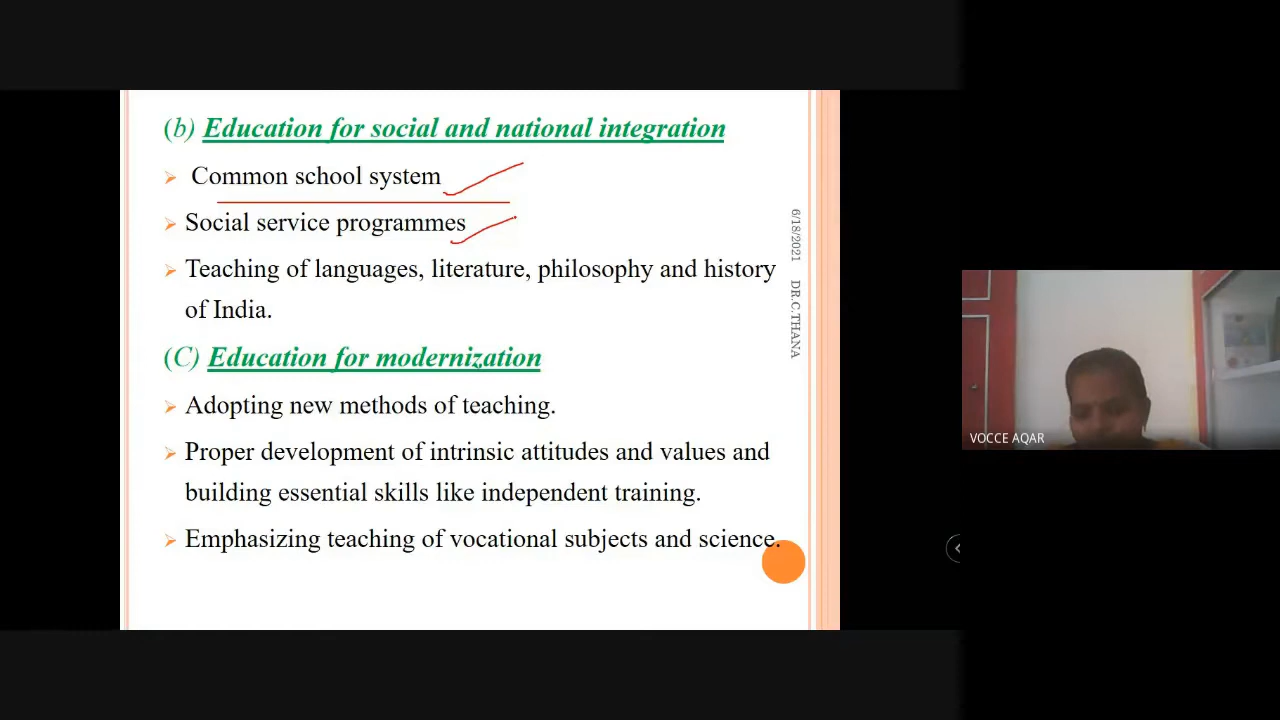 (b) Education for social and national integration
Common school system
Social service programmes
Teaching of languages, literature, philosophy and history
of India.
(C) Education for modernization
Adopting new methods of teaching.
Proper development of intrinsic attitudes and values and
building essential skills like independent training.
Emphasizing teaching of vocational subjects and science.
6/18/2021 DR.C.THANA
VOCCE AQAR